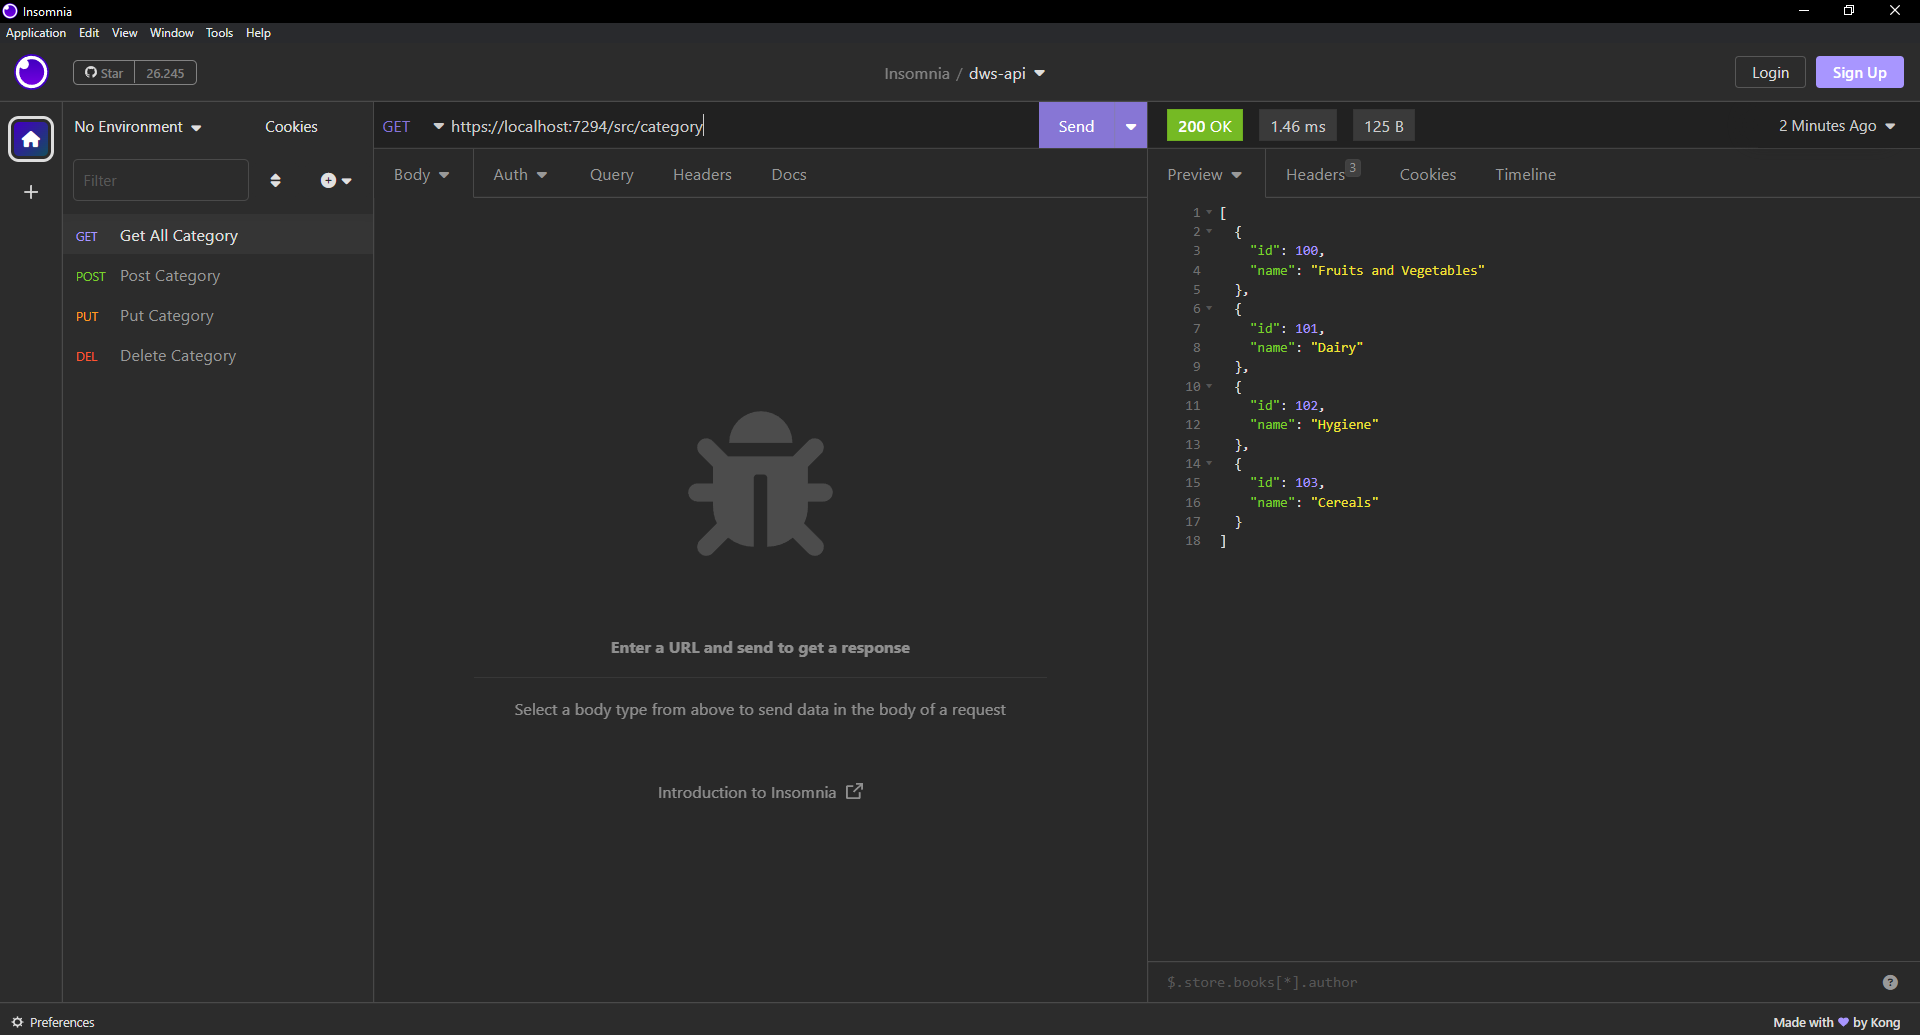 Insomnia
Application Edit View Window Tools Help
Star 26.245
Insomnia / dws-api
Login Sign Up
No Environment Cookies
GET https://localhost:7294/src/category
Send
200 OK 1.46 ms 125 B
2 Minutes Ago
Filter
Body Auth Query Headers Docs
Preview Headers 3 Cookies Timeline
GET Get All Category
POST Post Category
PUT Put Category
DEL Delete Category
Enter a URL and send to get a response
Select a body type from above to send data in the body of a request
Introduction to Insomnia
1 [
2 {
3 "id": 100,
4 "name": "Fruits and Vegetables"
5 },
6 {
7 "id": 101,
8 "name": "Dairy"
9 },
10 {
11 "id": 102,
12 "name": "Hygiene"
13 },
14 {
15 "id": 103,
16 "name": "Cereals"
17 }
18 ]
$.store.books[*].author
?
Preferences
Made with 💜 by Kong